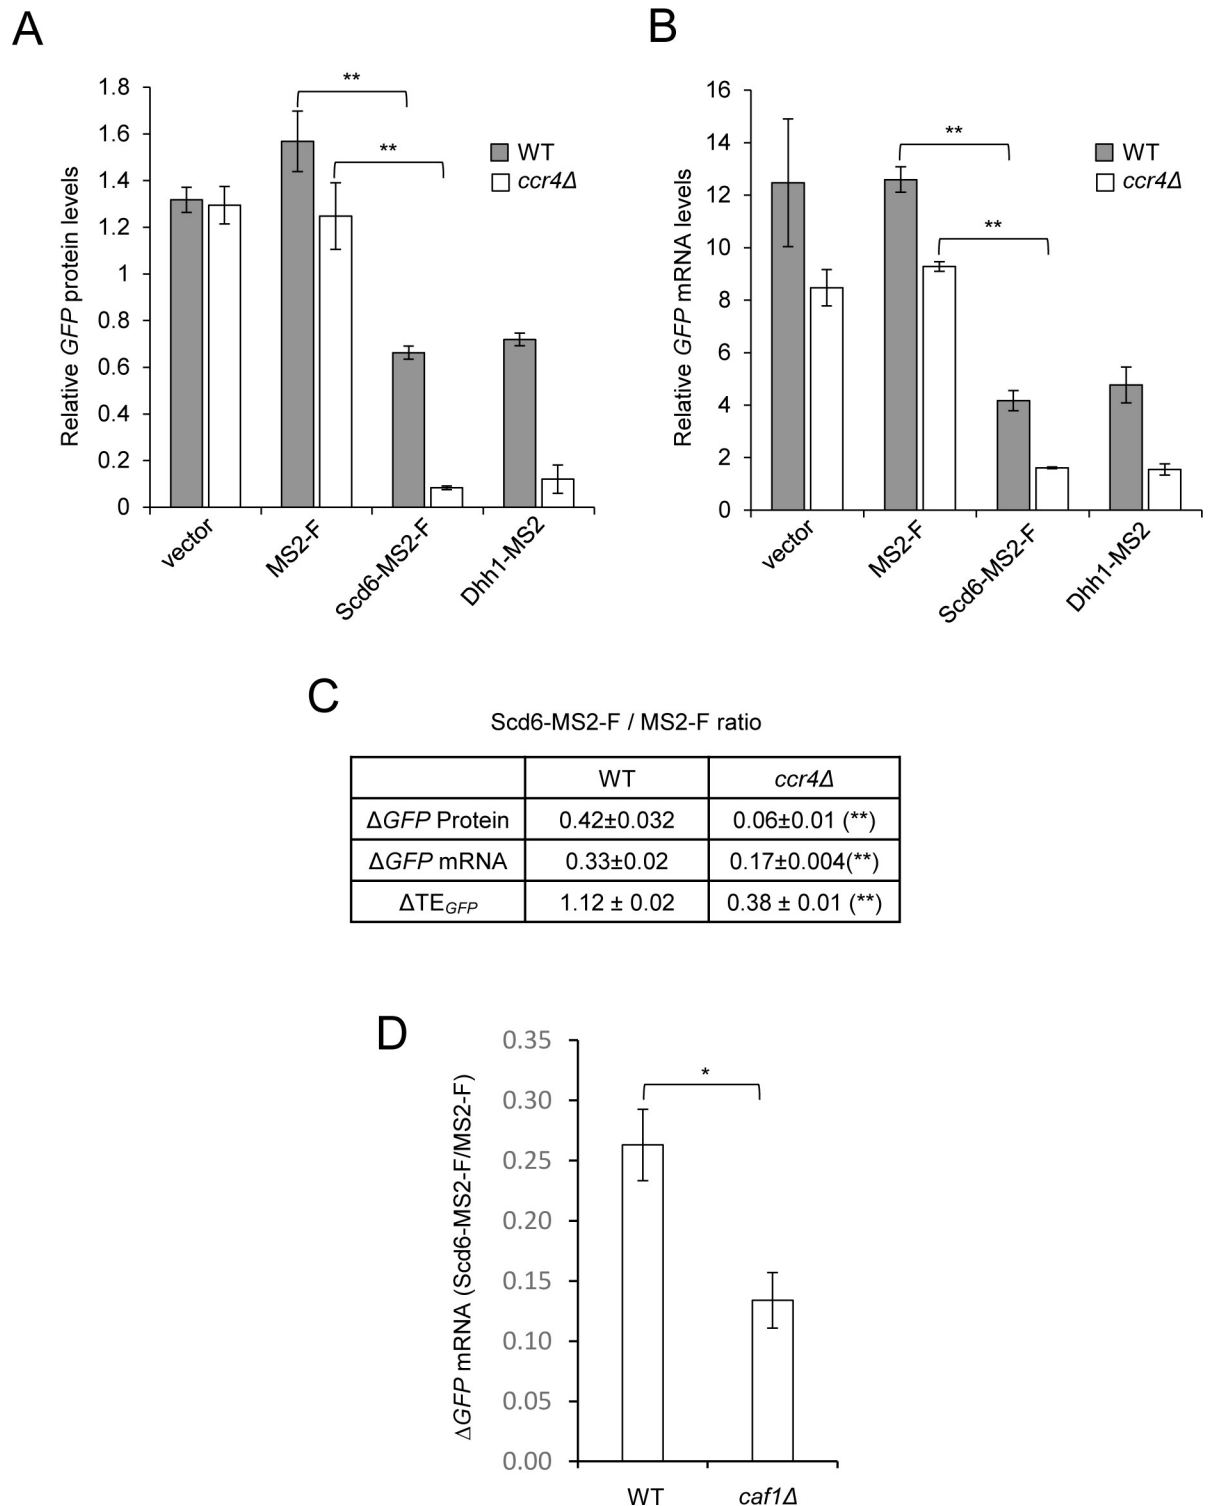 A
Relative GFP protein levels
1.8
1.6
1.4
1.2
1
0.8
0.6
0.4
0.2
0
**
**
WT
ccr4Δ
vector
MS2-F
Scd6-MS2-F
Dhh1-MS2
B
Relative GFP mRNA levels
16
14
12
10
8
6
4
2
0
**
**
WT
ccr4Δ
vector
MS2-F
Scd6-MS2-F
Dhh1-MS2
C
Scd6-MS2-F / MS2-F ratio
WT ccr4Δ
ΔGFP Protein 0.42±0.032 0.06±0.01 (**)
ΔGFP mRNA 0.33±0.02 0.17±0.004(**)
ΔTEGFP 1.12 ± 0.02 0.38 ± 0.01 (**)
D
ΔGFP mRNA (Scd6-MS2-F/MS2-F)
0.35
0.30
0.25
0.20
0.15
0.10
0.05
0.00
*
WT caf1Δ